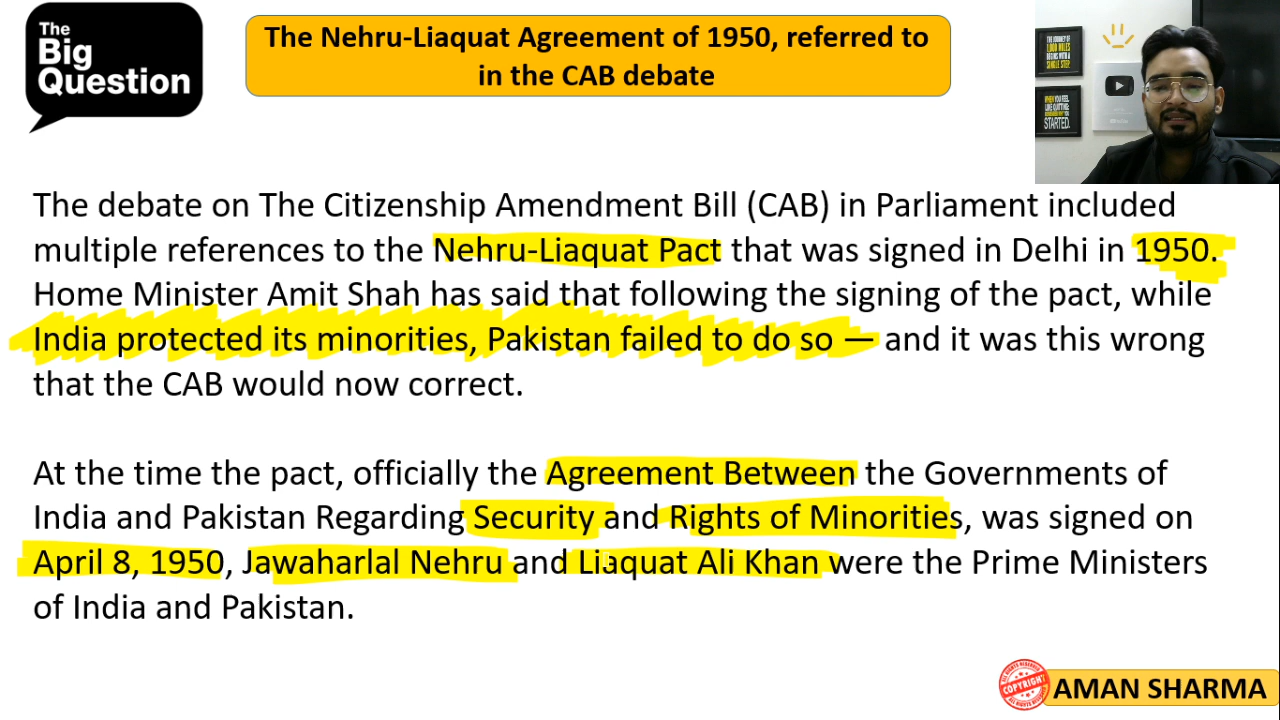 The
Big
Question
The Nehru-Liaquat Agreement of 1950, referred to
in the CAB debate
The debate on The Citizenship Amendment Bill (CAB) in Parliament included
multiple references to the Nehru-Liaquat Pact that was signed in Delhi in 1950.
Home Minister Amit Shah has said that following the signing of the pact, while
India protected its minorities, Pakistan failed to do so — and it was this wrong
that the CAB would now correct.
At the time the pact, officially the Agreement Between the Governments of
India and Pakistan Regarding Security and Rights of Minorities, was signed on
April 8, 1950, Jawaharlal Nehru and Liaquat Ali Khan were the Prime Ministers
of India and Pakistan.
COPYRIGHT
AMAN SHARMA